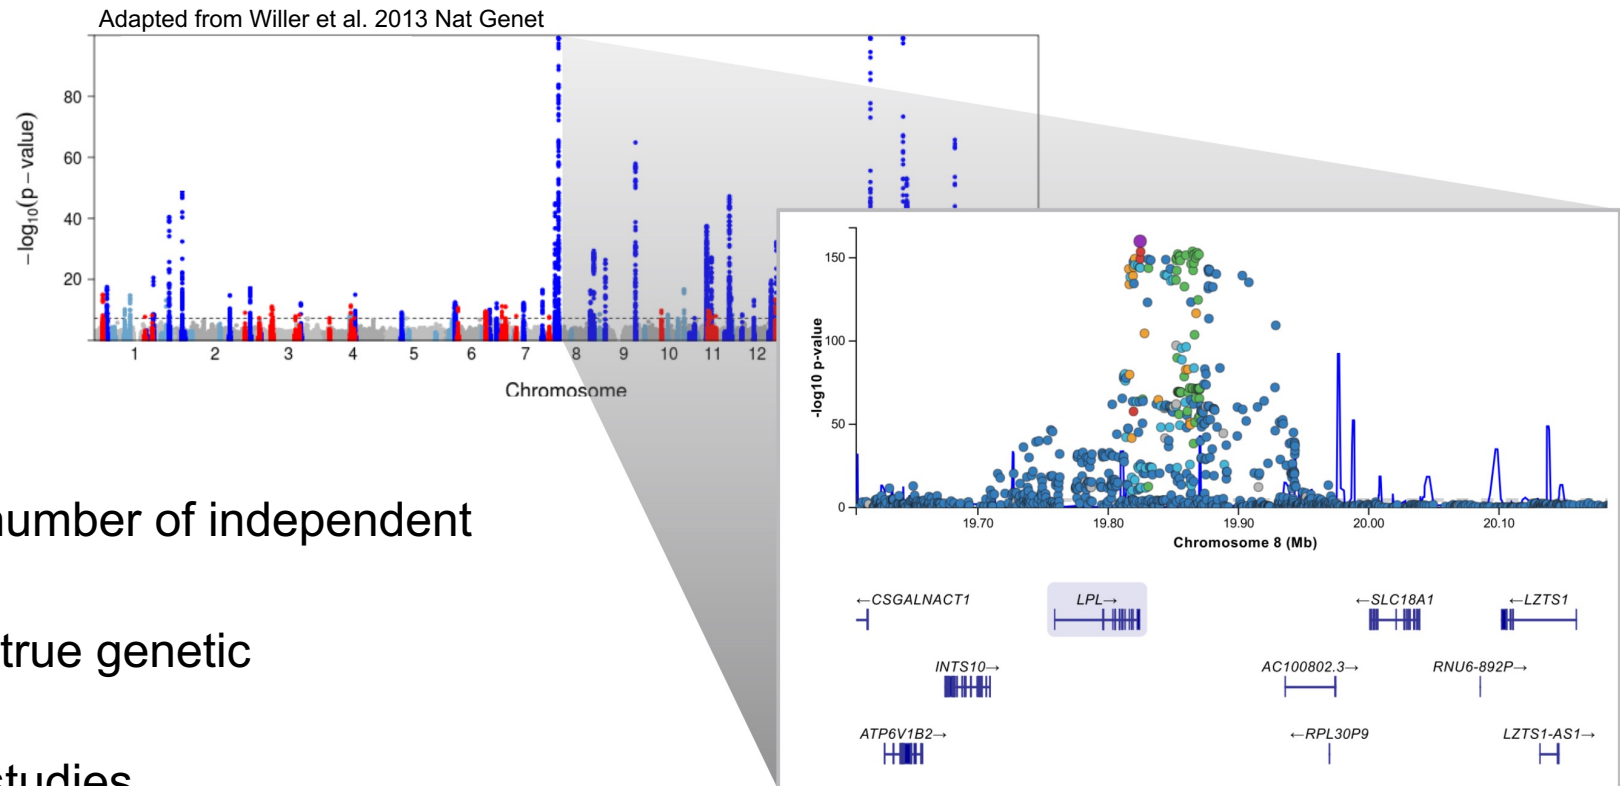 Adapted from Willer et al. 2013 Nat Genet
−log10(p − value)
80
60
40
20
1 2 3 4 5 6 7 8 9 10 11 12
Chromosome
number of independent
true genetic
studies
-log10 p-value
150
100
50
0
19.70 19.80 19.90 20.00 20.10
Chromosome 8 (Mb)
←CSGALNACT1 LPL→ ←SLC18A1 ←LZTS1
INTS10→ AC100802.3→ RNU6-892P→
ATP6V1B2→ ←RPL30P9 LZTS1-AS1→